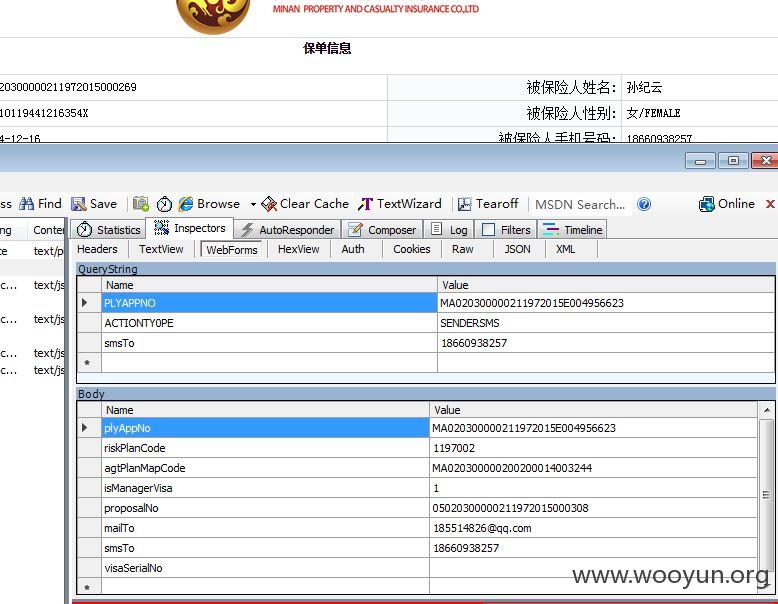 MINAN PROPERTY AND CASUALTY INSURANCE CO,LTD
保单信息
20300000211972015000269 被保险人姓名: 孙纪云
10119441216354X 被保险人性别: 女/FEMALE
4-12-16 被保险人手机号码: 18660938257
ss Find Save Browse Clear Cache TextWizard Tearoff MSDN Search... Online x
ng Conter Statistics Inspectors AutoResponder Composer Log Filters Timeline
te text/p Headers TextView WebForms HexView Auth Cookies Caching Raw JSON XML
QueryString
Name Value
c... text/js PLYAPPNO MA020300000211972015E004956623
c... text/js ACTIONTY0PE SENDERSMS
smsTo 18660938257
c... text/js *
c... text/js
Body
Name Value
plyAppNo MA020300000211972015E004956623
riskPlanCode 1197002
agtPlanMapCode MA020300000200200014003244
isManagerVisa 1
proposalNo 05020300000211972015000308
mailTo 185514826@qq.com
smsTo 18660938257
visaSerialNo
*
www.wooyun.org